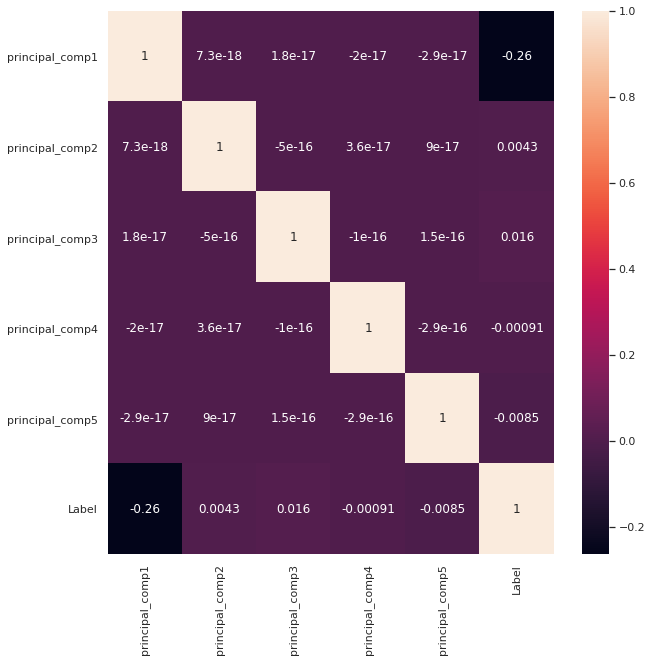 principal_comp1 1 7.3e-18 1.8e-17 -2e-17 -2.9e-17 -0.26
principal_comp2 7.3e-18 1 -5e-16 3.6e-17 9e-17 0.0043
principal_comp3 1.8e-17 -5e-16 1 -1e-16 1.5e-16 0.016
principal_comp4 -2e-17 3.6e-17 -1e-16 1 -2.9e-16 -0.00091
principal_comp5 -2.9e-17 9e-17 1.5e-16 -2.9e-16 1 -0.0085
Label -0.26 0.0043 0.016 -0.00091 -0.0085 1
principal_comp1 principal_comp2 principal_comp3 principal_comp4 principal_comp5 Label
1.0
0.8
0.6
0.4
0.2
0.0
−0.2